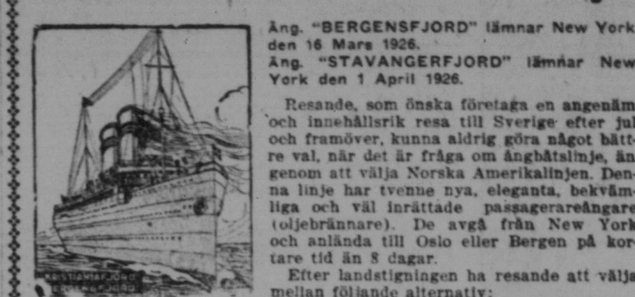 Ång. "BERGENSFJORD" lämnar New York
den 16 Mars 1926.
Ång. "STAVANGERFJORD" lämnar New
York den 1 April 1926.
Resande, som önska företaga en angenäm
och innehållsrik resa till Sverige efter jul
och framöver, kunna aldrig göra något bätt-
re val, när det är fråga om ångbåtslinje, än
genom att välja Norska Amerikalinjen. Den-
na linje har tvenne nya, eleganta, bekväm-
liga och väl inrättade passagerareångare
(oljebrännare). De avgå från New York
och anlända till Oslo eller Bergen på kor-
tare tid än 8 dagar.
Efter landstigningen ha resande att välja
mellan följande alternativ:
KRISTIANIAFJORD
BERGENSFJORD